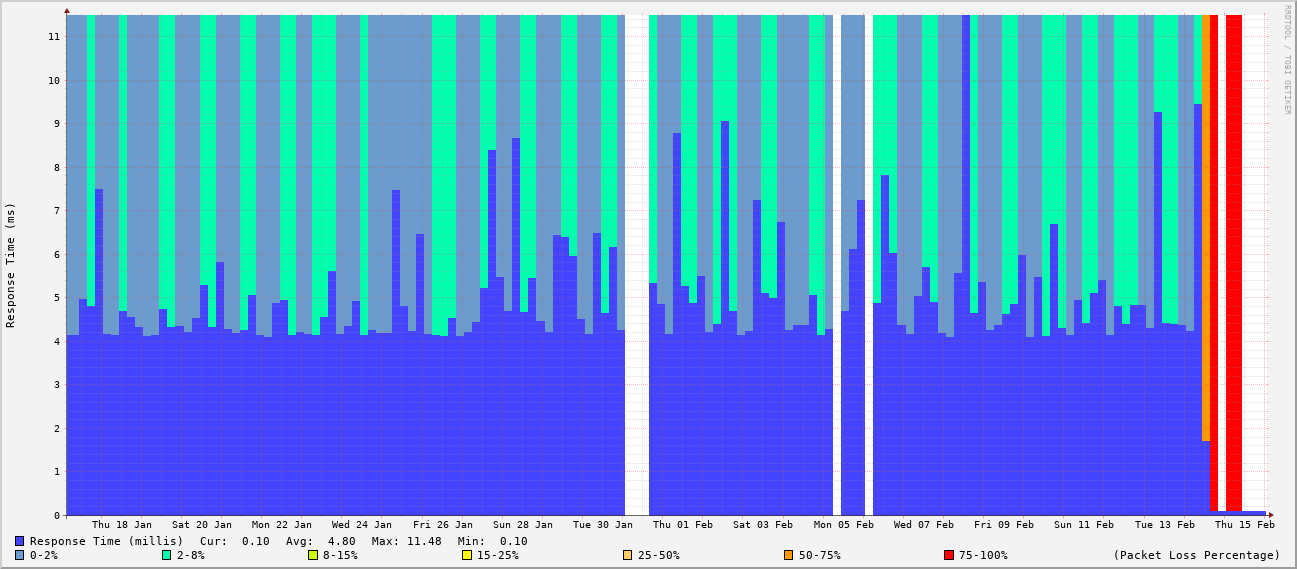 RRDTOOL / TOBI OETIKER
Response Time (ms)
11
10
9
8
7
6
5
4
3
2
1
0
Thu 18 Jan Sat 20 Jan Mon 22 Jan Wed 24 Jan Fri 26 Jan Sun 28 Jan Tue 30 Jan Thu 01 Feb Sat 03 Feb Mon 05 Feb Wed 07 Feb Fri 09 Feb Sun 11 Feb Tue 13 Feb Thu 15 Feb
Response Time (millis) Cur: 0.10 Avg: 4.80 Max: 11.48 Min: 0.10
0-2% 2-8% 8-15% 15-25% 25-50% 50-75% 75-100% (Packet Loss Percentage)